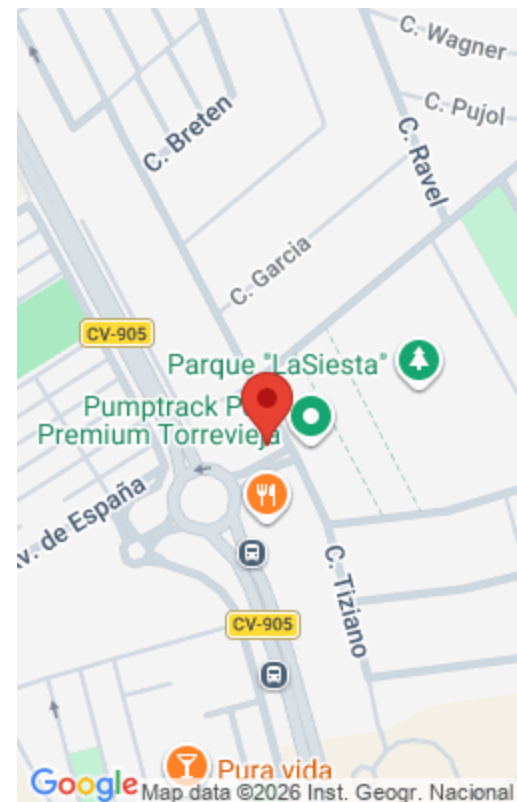 C. Wagner
C. Pujol
C. Ravel
C. Breten
C. Garcia
CV-905
Parque "LaSiesta"
Pumptrack
Premium Torrevieja
Av. de España
C. Tiziano
CV-905
Pura vida
Google
Map data ©2026 Inst. Geogr. Nacional